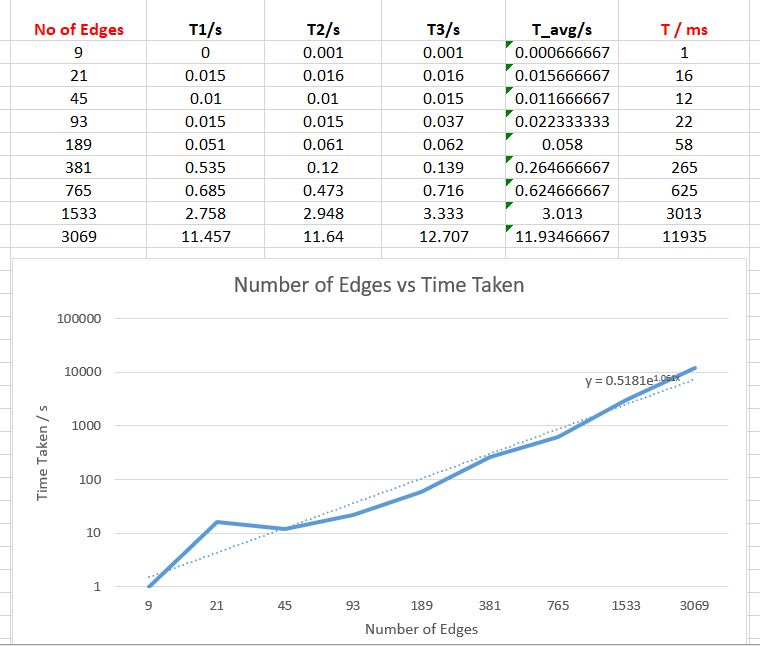 No of Edges T1/s T2/s T3/s T_avg/s T / ms
9 0 0.001 0.001 0.000666667 1
21 0.015 0.016 0.016 0.015666667 16
45 0.01 0.01 0.015 0.011666667 12
93 0.015 0.015 0.037 0.022333333 22
189 0.051 0.061 0.062 0.058 58
381 0.535 0.12 0.139 0.264666667 265
765 0.685 0.473 0.716 0.624666667 625
1533 2.758 2.948 3.333 3.013 3013
3069 11.457 11.64 12.707 11.93466667 11935
Number of Edges vs Time Taken
100000
10000
1000
100
10
1
Time Taken / s
y = 0.5181e^1.061x
9 21 45 93 189 381 765 1533 3069
Number of Edges